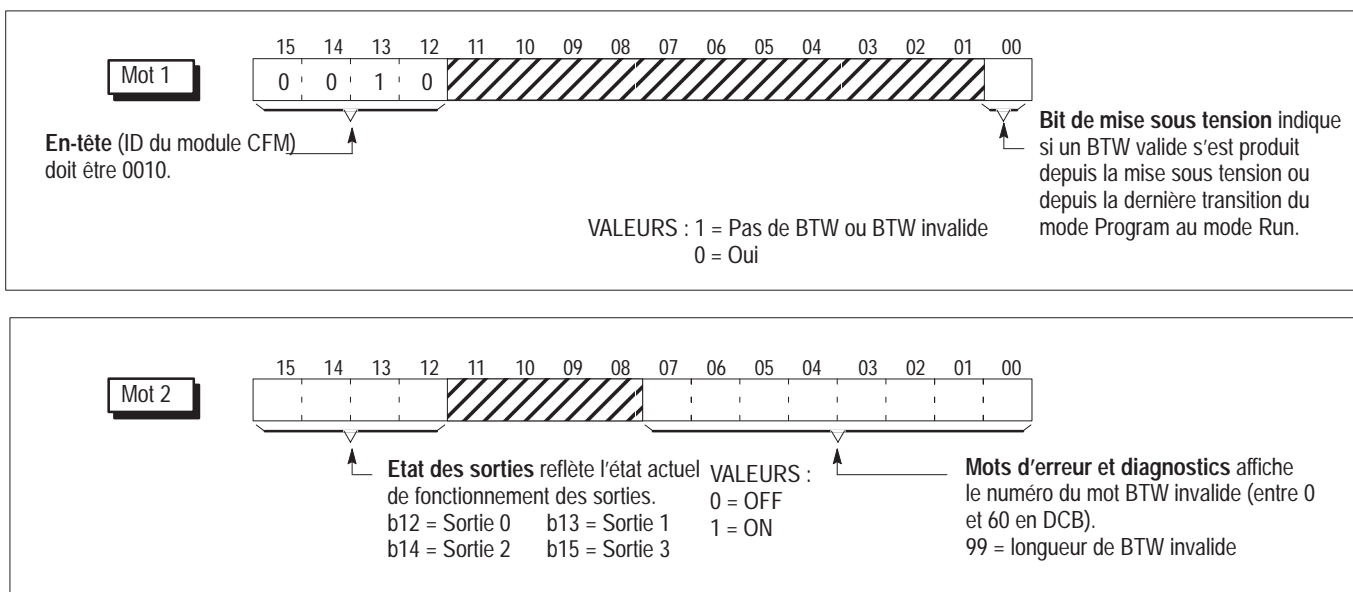 15 14 13 12 11 10 09 08 07 06 05 04 03 02 01 00
Mot 1
0 0 1 0
En-tête (ID du module CFM)
doit être 0010.
Bit de mise sous tension indique
si un BTW valide s'est produit
depuis la mise sous tension ou
depuis la dernière transition du
mode Program au mode Run.
VALEURS : 1 = Pas de BTW ou BTW invalide
0 = Oui
15 14 13 12 11 10 09 08 07 06 05 04 03 02 01 00
Mot 2
Etat des sorties reflète l'état actuel
de fonctionnement des sorties.
b12 = Sortie 0 b13 = Sortie 1
b14 = Sortie 2 b15 = Sortie 3
VALEURS :
0 = OFF
1 = ON
Mots d'erreur et diagnostics affiche
le numéro du mot BTW invalide (entre 0
et 60 en DCB).
99 = longueur de BTW invalide